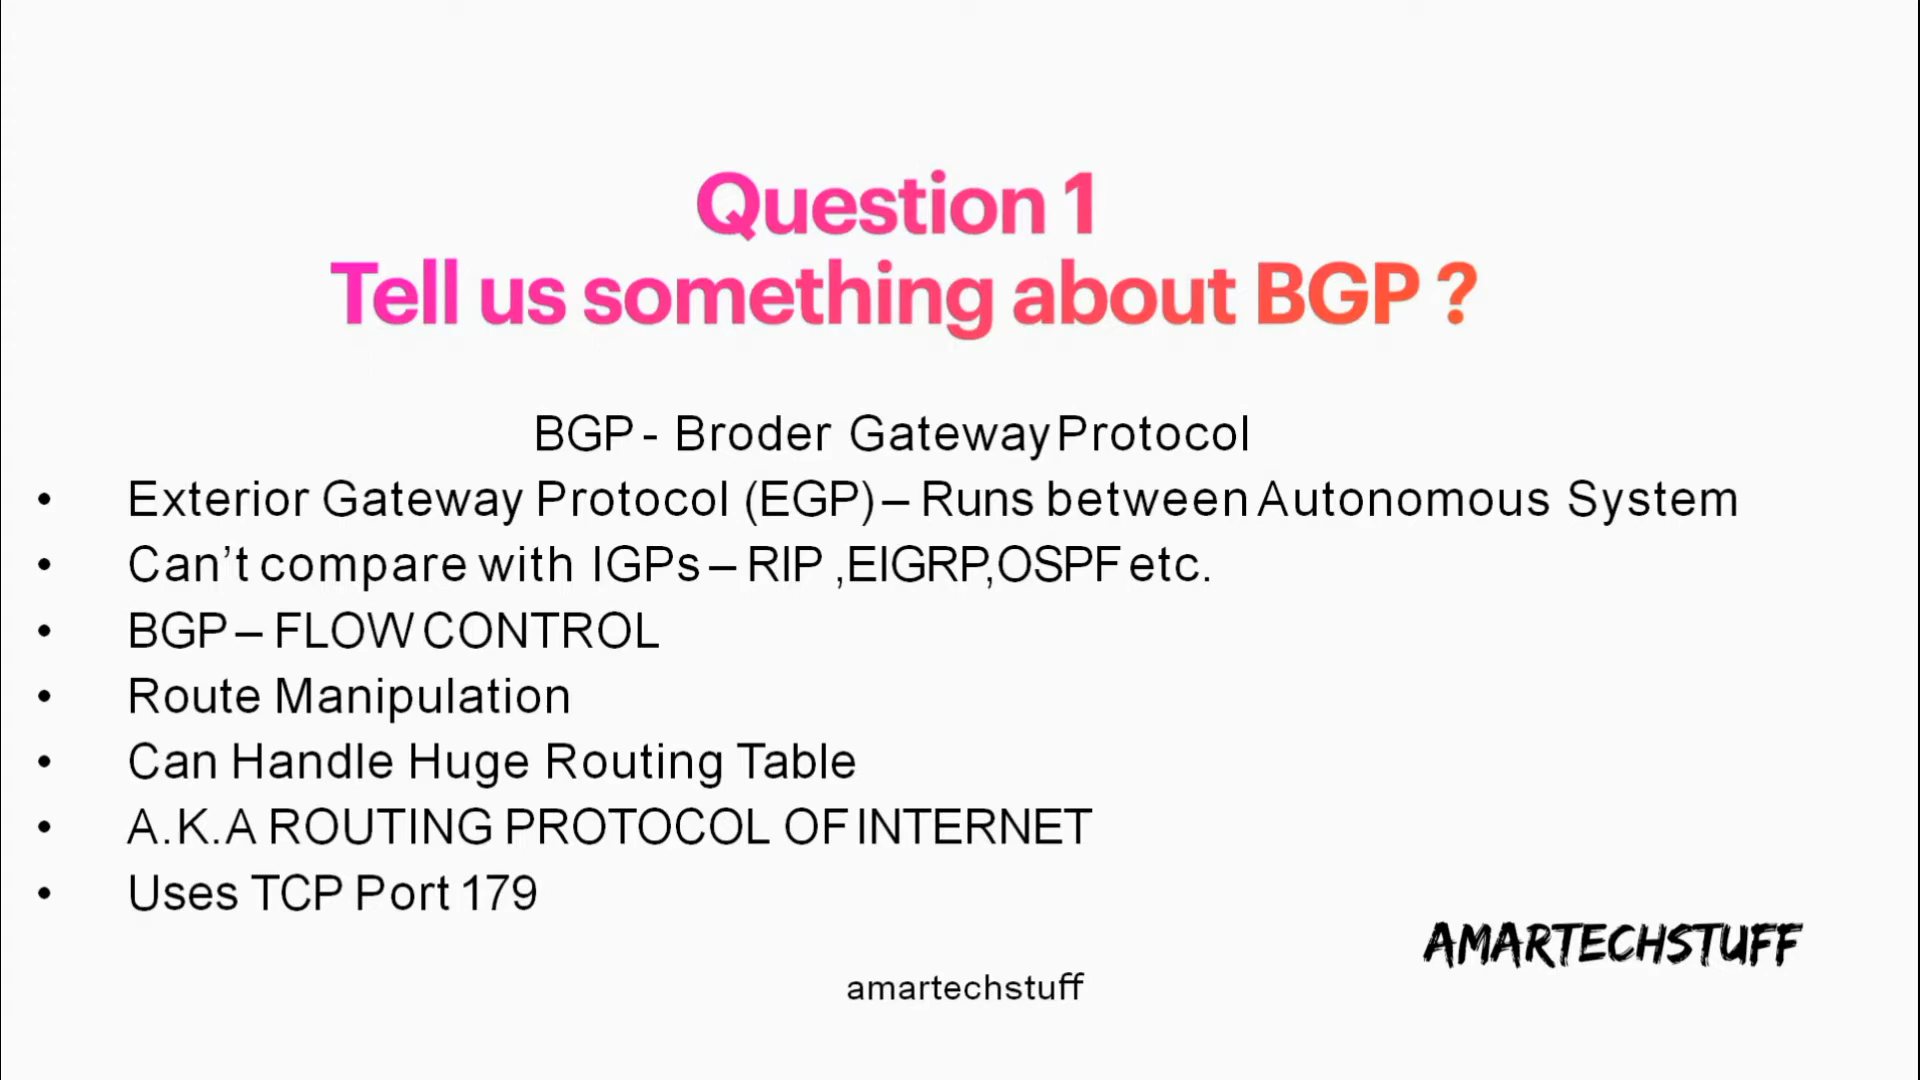 Question 1
Tell us something about BGP ?
BGP - Broder Gateway Protocol
• Exterior Gateway Protocol (EGP) – Runs between Autonomous System
• Can’t compare with IGPs – RIP ,EIGRP,OSPF etc.
• BGP – FLOW CONTROL
• Route Manipulation
• Can Handle Huge Routing Table
• A.K.A ROUTING PROTOCOL OF INTERNET
• Uses TCP Port 179
AMARTECHSTUFF
amartechstuff